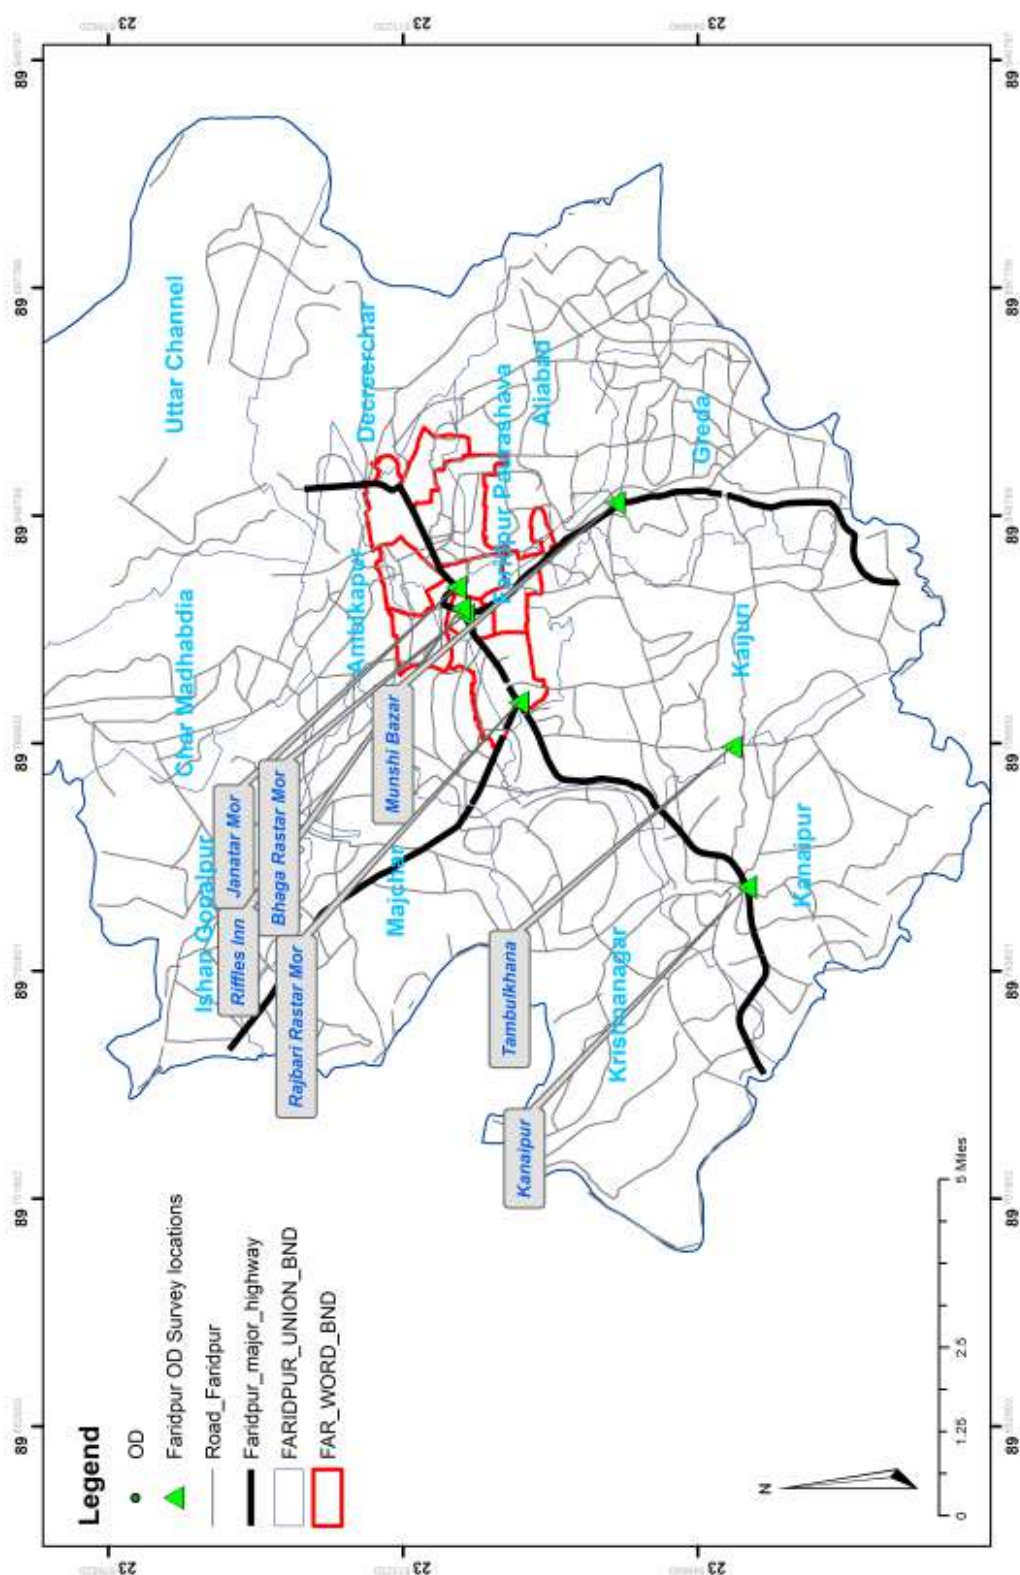 Legend
OD
Faridpur OD Survey locations
Road_Faridpur
Faridpur_major_highway
FARIDPUR_UNION_BND
FAR_WORD_BND
N
0 1.25 2.5 5 Miles
Uttar Channel
Decreerchar
Char Madhabdia
Ambikapur
Aliabad
Faridpur Paurashava
Greda
Ishan Gopalpur
Majchar
Kaijuri
Kanaipur
Krishnanagar
Janatar Mor
Riffles Inn
Bhaga Rastar Mor
Rajbari Rastar Mor
Munshi Bazar
Tambulkhana
Kanaipur
89
89
89
89
89
89
89
89
89
89
89
89
89
89
23
23
23
23
23
23